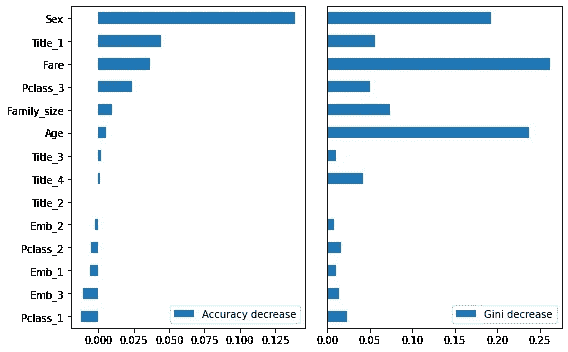 Sex
Title_1
Fare
Pclass_3
Family_size
Age
Title_3
Title_4
Title_2
Emb_2
Pclass_2
Emb_1
Emb_3
Pclass_1
Accuracy decrease
0.000 0.025 0.050 0.075 0.100 0.125
Gini decrease
0.00 0.05 0.10 0.15 0.20 0.25